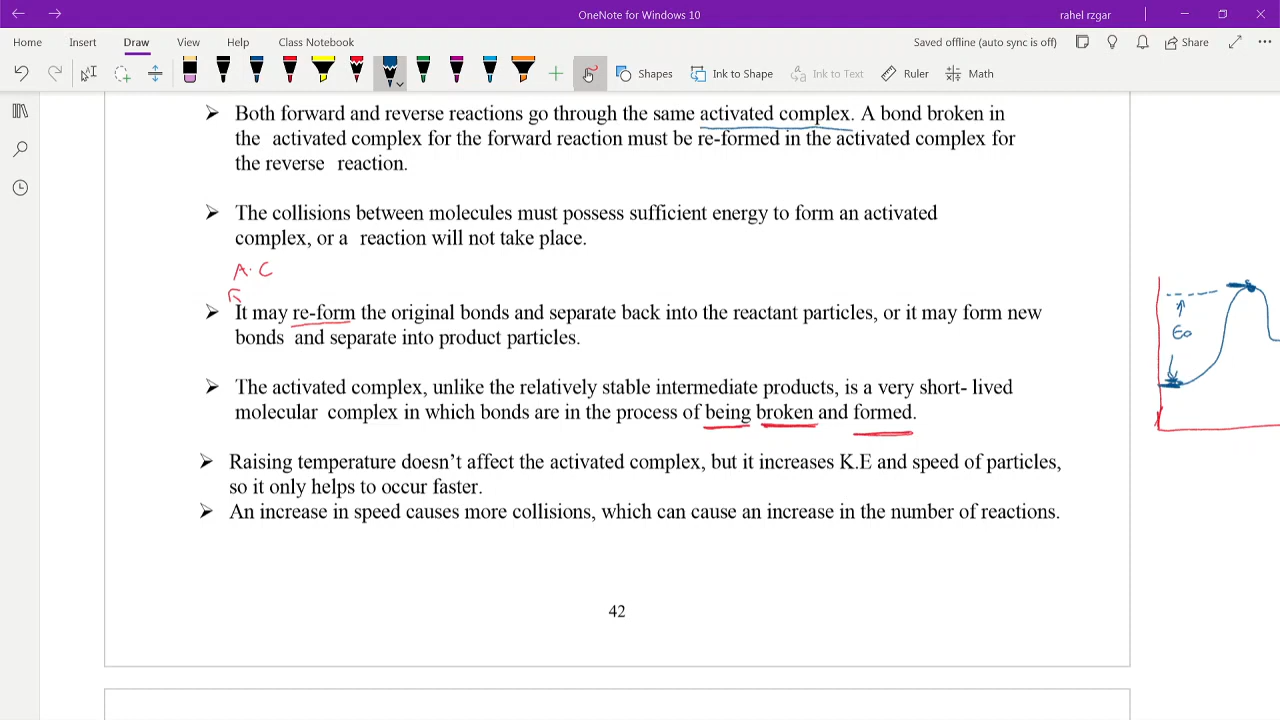 OneNote for Windows 10
rahel rzgar
Home Insert Draw View Help Class Notebook
Saved offline (auto sync is off)
Share
Shapes
Ink to Shape
Ink to Text
Ruler
Math
➢ Both forward and reverse reactions go through the same activated complex. A bond broken in
the activated complex for the forward reaction must be re-formed in the activated complex for
the reverse reaction.
➢ The collisions between molecules must possess sufficient energy to form an activated
complex, or a reaction will not take place.
A.C
➢ It may re-form the original bonds and separate back into the reactant particles, or it may form new
bonds and separate into product particles.
➢ The activated complex, unlike the relatively stable intermediate products, is a very short- lived
molecular complex in which bonds are in the process of being broken and formed.
➢ Raising temperature doesn’t affect the activated complex, but it increases K.E and speed of particles,
so it only helps to occur faster.
➢ An increase in speed causes more collisions, which can cause an increase in the number of reactions.
42